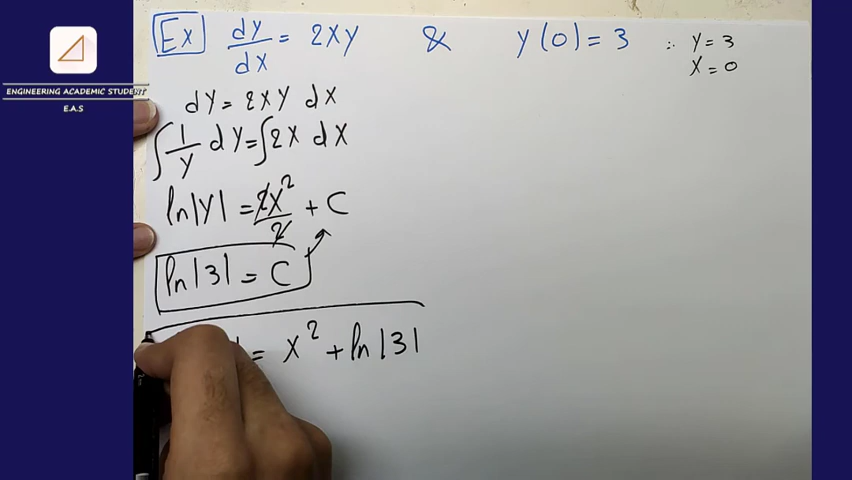 Ex dy/dx = 2XY & Y(0) = 3 ∴ Y = 3
X = 0
ENGINEERING ACADEMIC STUDENT
E.A.S
dY = 2XY dX
∫ 1/Y dY = ∫ 2X dX
ln|Y| = 2X²/2 + C
ln|3| = C
= X² + ln|3|